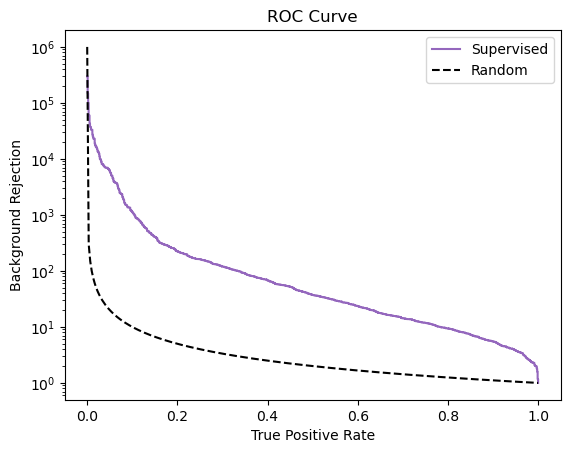 ROC Curve
Supervised
Random
Background Rejection
10^6
10^5
10^4
10^3
10^2
10^1
10^0
0.0 0.2 0.4 0.6 0.8 1.0
True Positive Rate